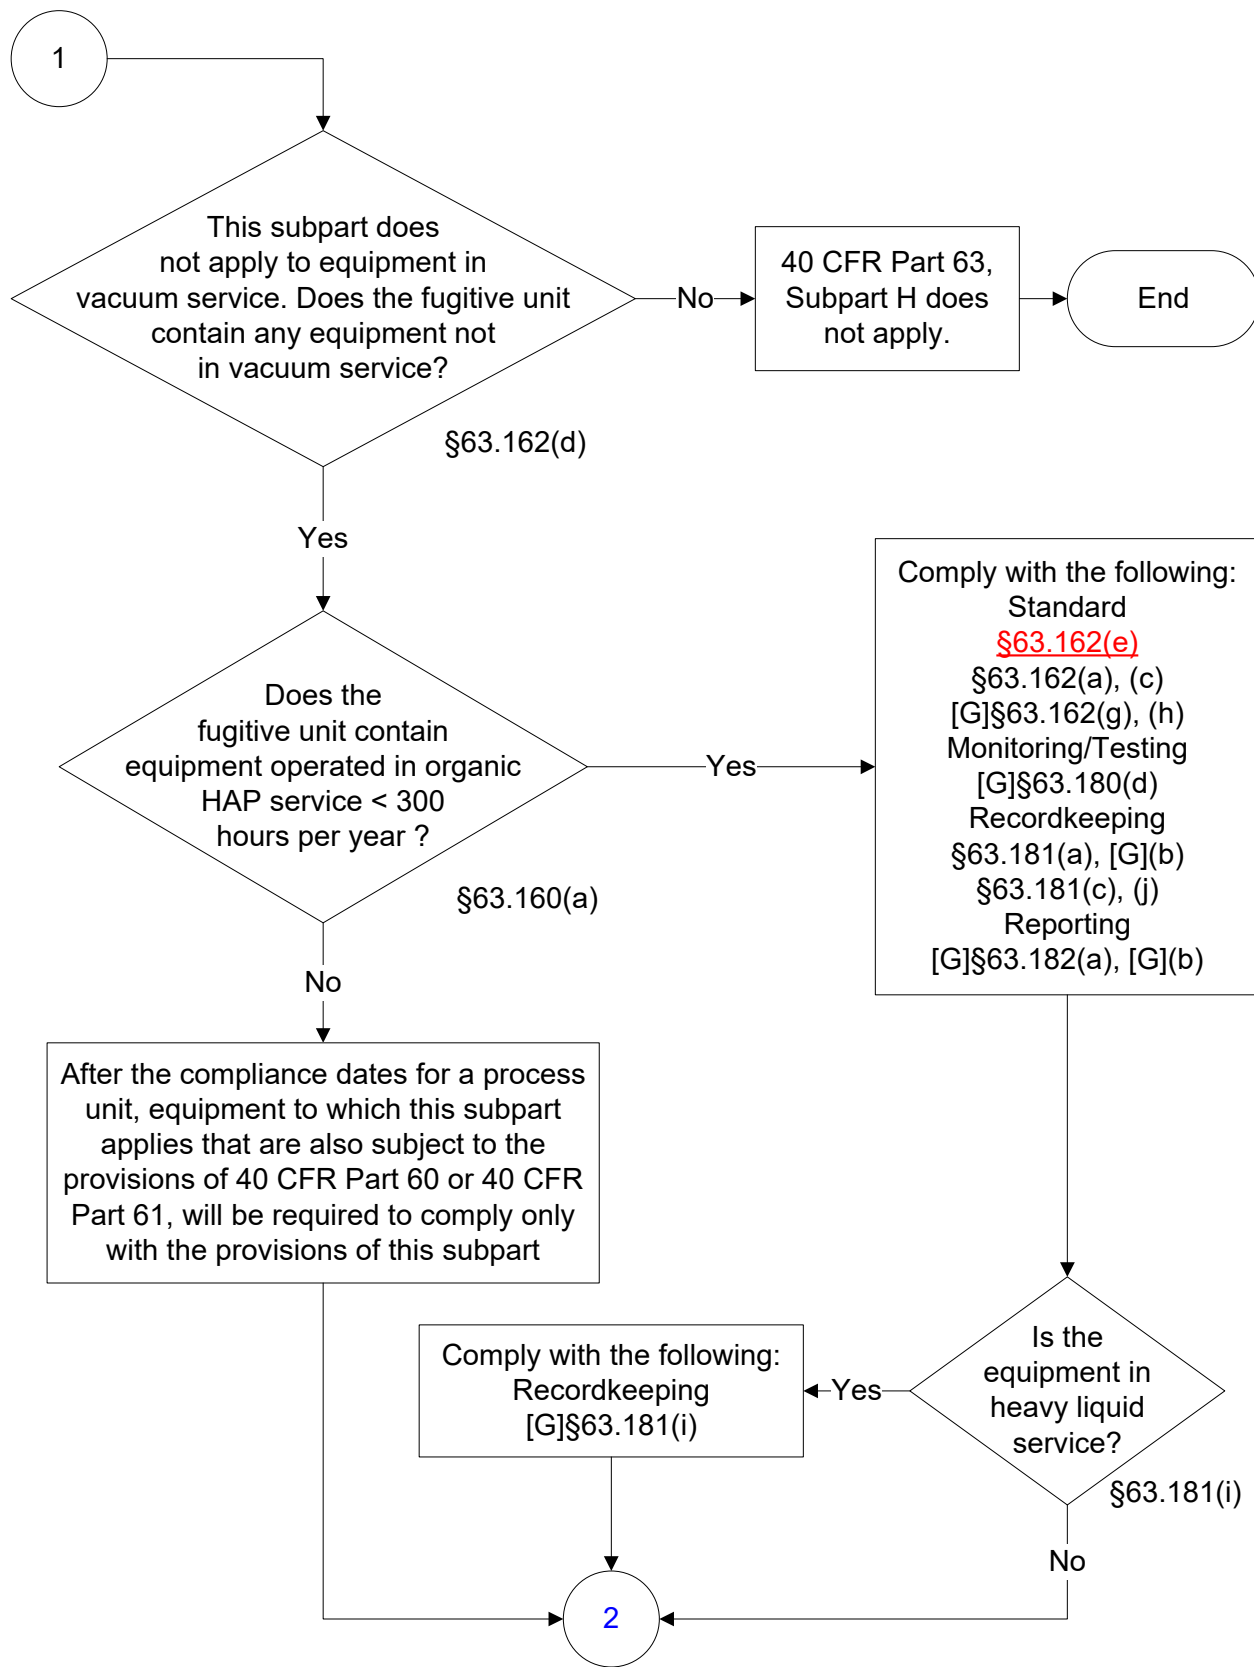 1
This subpart does
not apply to equipment in
vacuum service. Does the fugitive unit
contain any equipment not
in vacuum service?
§63.162(d)
No
40 CFR Part 63,
Subpart H does
not apply.
End
Yes
Does the
fugitive unit contain
equipment operated in organic
HAP service < 300
hours per year ?
§63.160(a)
Yes
Comply with the following:
Standard
§63.162(e)
§63.162(a), (c)
[G]§63.162(g), (h)
Monitoring/Testing
[G]§63.180(d)
Recordkeeping
§63.181(a), [G](b)
§63.181(c), (j)
Reporting
[G]§63.182(a), [G](b)
No
After the compliance dates for a process
unit, equipment to which this subpart
applies that are also subject to the
provisions of 40 CFR Part 60 or 40 CFR
Part 61, will be required to comply only
with the provisions of this subpart
Is the
equipment in
heavy liquid
service?
§63.181(i)
Yes
Comply with the following:
Recordkeeping
[G]§63.181(i)
No
2